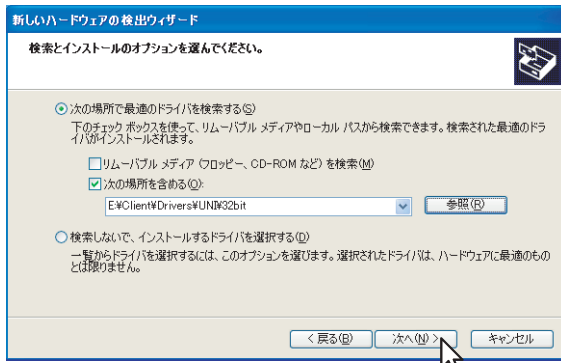 新しいハードウェアの検出ウィザード
検索とインストールのオプションを選んでください。
次の場所で最適のドライバを検索する(S)
下のチェック ボックスを使って、リムーバブル メディアやローカル パスから検索できます。検索された最適のドラ
イバがインストールされます。
リムーバブル メディア (フロッピー、CD-ROM など) を検索(M)
次の場所を含める(O):
E:¥Client¥Drivers¥UNI¥32bit
参照(R)
検索しないで、インストールするドライバを選択する(D)
一覧からドライバを選択するには、このオプションを選びます。選択されたドライバは、ハードウェアに最適のもの
とは限りません。
< 戻る(B)
次へ(N) >
キャンセル